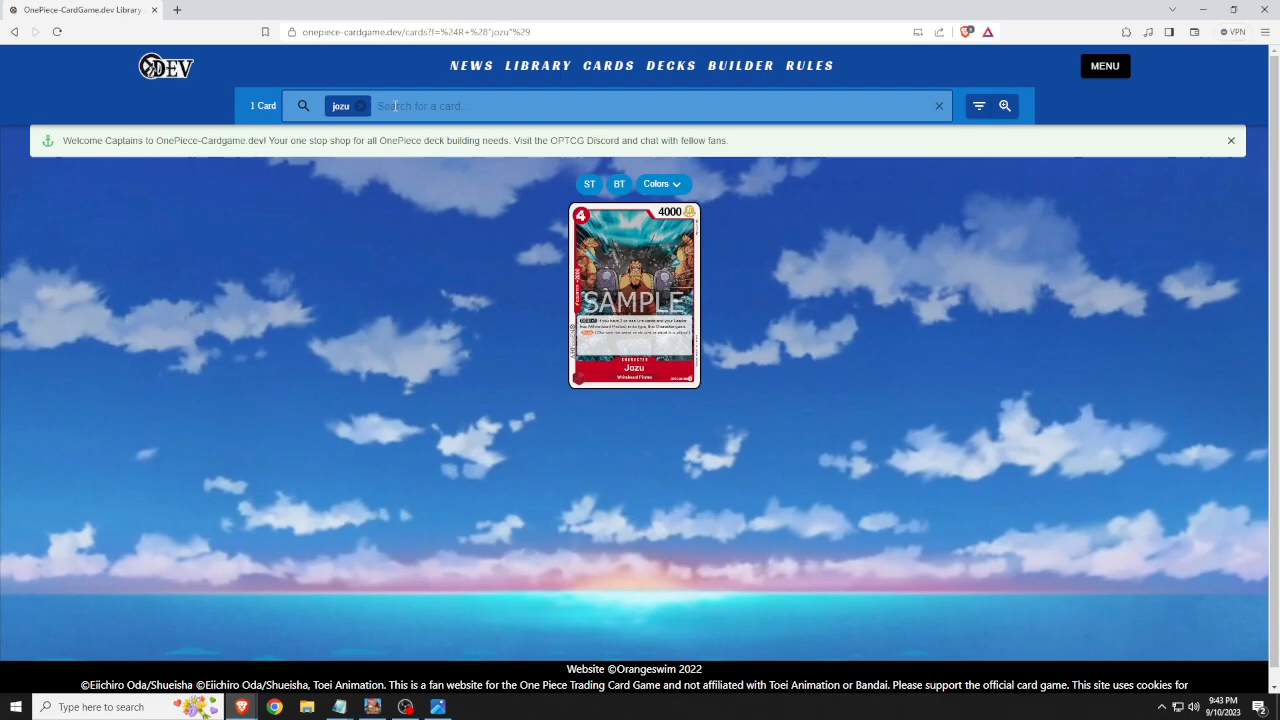 OnePiece-CardGame.dev Library
onepiece-cardgame.dev/cards?f=%24R+%28"jozu"%29
VPN
DEV
NEWS LIBRARY CARDS DECKS BUILDER RULES
MENU
1 Card
jozu
Search for a card...
Welcome Captains to OnePiece-Cardgame.dev! Your one stop shop for all OnePiece deck building needs. Visit the OPTCG Discord and chat with fellow fans.
ST
BT
Colors
4
4000
SAMPLE
CHARACTER
Jozu
Whitebeard Pirates
Website ©Orangeswim 2022
©Eiichiro Oda/Shueisha ©Eiichiro Oda/Shueisha, Toei Animation. This is a fan website for the One Piece Trading Card Game and not affiliated with Toei Animation or Bandai. Please support the official card game. This site uses cookies for
Type here to search
9:43 PM
9/10/2023
2